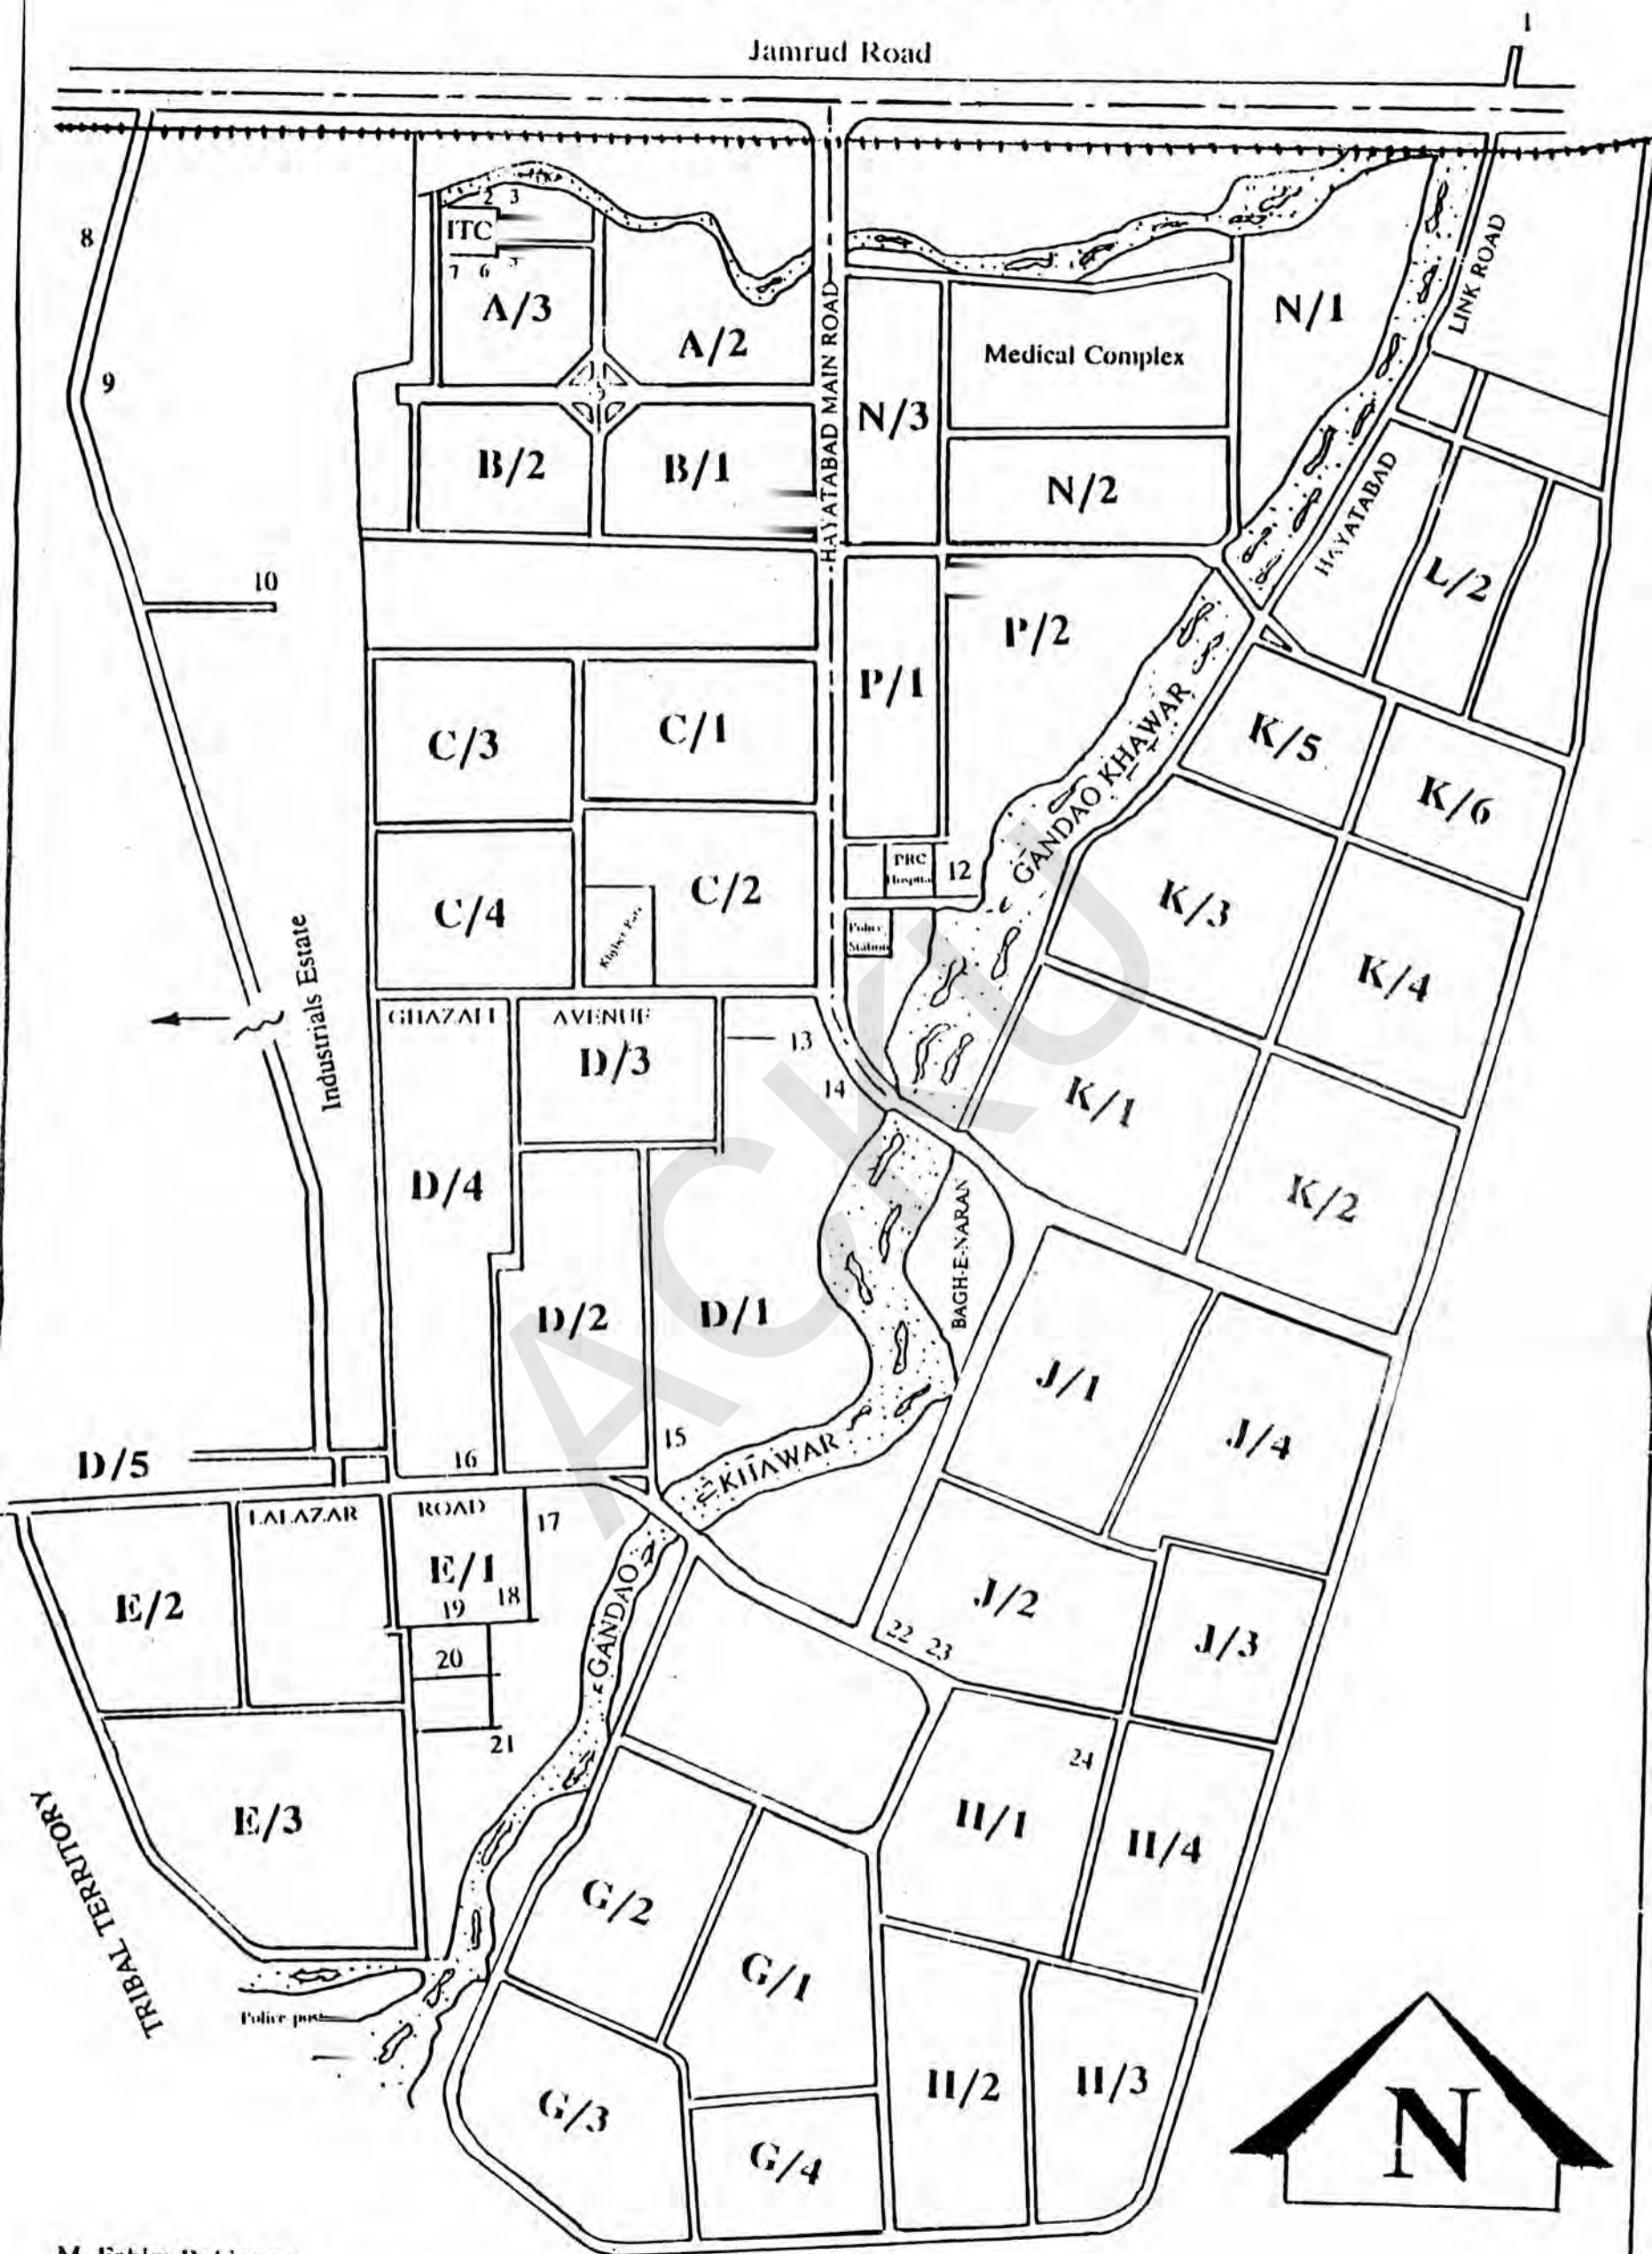 1
Jamrud Road
2 3
ITC
8
7 6
A/3
N/1
LINK ROAD
A/2
Medical Complex
9
HAYATABAD MAIN ROAD
N/3
B/2
B/1
N/2
HAYATABAD
10
L/2
P/2
P/1
C/3
C/1
K/5
GANDAO KHAWAR
K/6
PRC
12
C/4
C/2
K/3
Police
Station
K/4
Industrials Estate
GHAZALI AVENUE
13
D/3
14
K/1
D/4
K/2
BAGH-E-NARAN
D/2
D/1
J/1
J/4
15
KHAWAR
D/5
16
LALAZAR ROAD
17
E/1
18
E/2
19
J/2
GANDAO
22 23
J/3
20
21
24
TRIBAL TERRITORY
E/3
H/1
H/4
G/2
G/1
Police post
H/2
H/3
G/3
G/4
N
ACKU